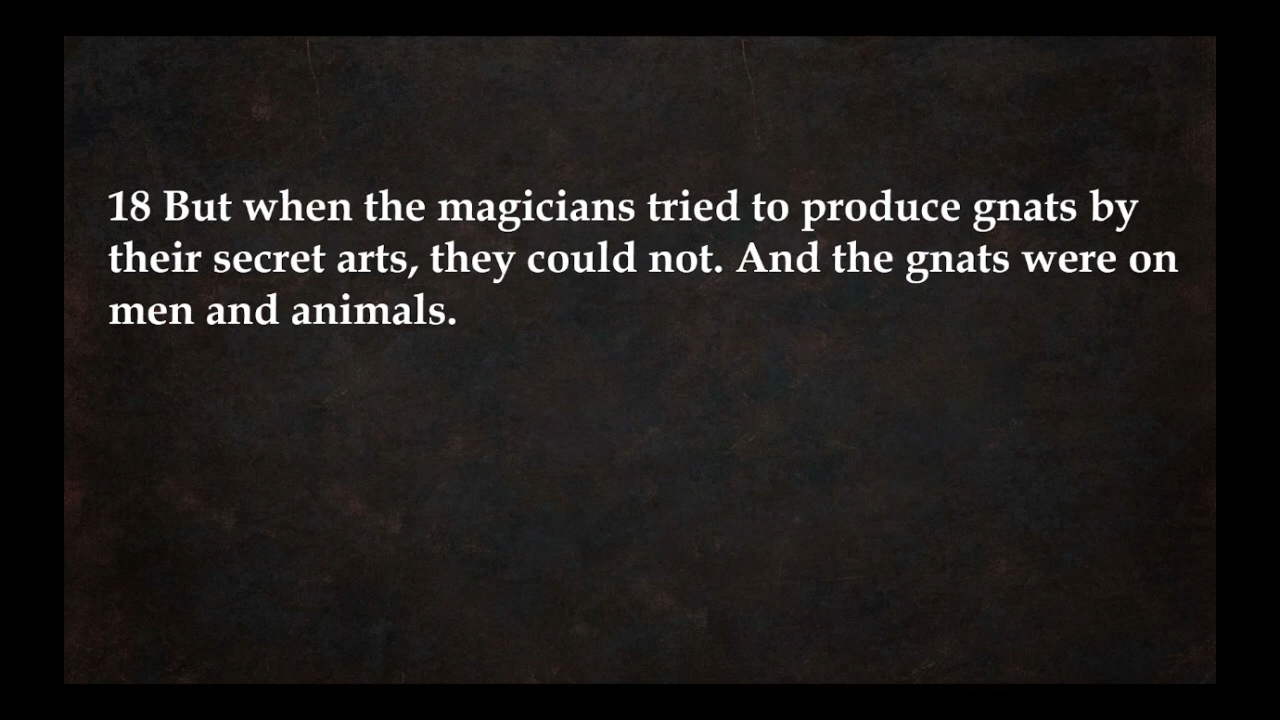 18 But when the magicians tried to produce gnats by
their secret arts, they could not. And the gnats were on
men and animals.